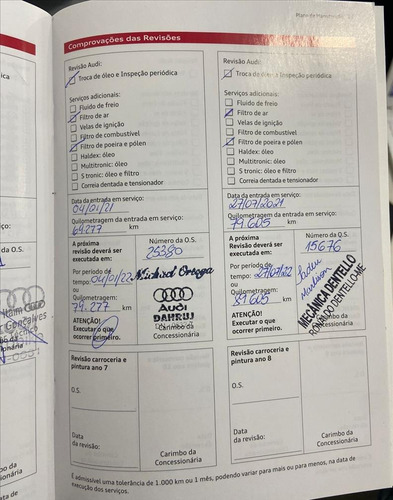 Plano de Manutenção
Comprovações das Revisões
Revisão Audi:
Troca de óleo e Inspeção periódica
Serviços adicionais:
Fluido de freio
Filtro de ar
Velas de ignição
Filtro de combustível
Filtro de poeira e pólen
Haldex: óleo
Multitronic: óleo
S tronic: óleo e filtro
Correia dentada e tensionador
Data da entrada em serviço:
04/01/21
Quilometragem da entrada em serviço:
69.277 km
A próxima
revisão deverá ser
executada em:
Número da O.S.
25380
Por período de
tempo: 04/01/22
ou
Quilometragem:
79.277 km
ATENÇÃO!
Executar o que
ocorrer primeiro.
Michael Ortega
Audi
DAHRUJ
Carimbo da
Concessionária
Revisão carroceria e
pintura ano 7
O.S.
Data
da revisão:
Carimbo da
Concessionária
Revisão Audi:
Troca de óleo e Inspeção periódica
Serviços adicionais:
Fluido de freio
Filtro de ar
Velas de ignição
Filtro de combustível
Filtro de poeira e pólen
Haldex: óleo
Multitronic: óleo
S tronic: óleo e filtro
Correia dentada e tensionador
Data da entrada em serviço:
27/07/2021
Quilometragem da entrada em serviço:
79.605 km
A próxima
revisão deverá ser
executada em:
Número da O.S.
15676
Por período de
tempo: 27/07/22
ou
Quilometragem:
89.605 km
ATENÇÃO!
Executar o que
ocorrer primeiro.
MECÂNICA DENTELLO
RONALDO DENTELLO-ME
Carimbo da
Concessionária
Revisão carroceria e
pintura ano 8
O.S.
Data
da revisão:
Carimbo da
Concessionária
É admissível uma tolerância de 1.000 km ou 1 mês, podendo variar para mais ou para menos, na data de
execução dos serviços.